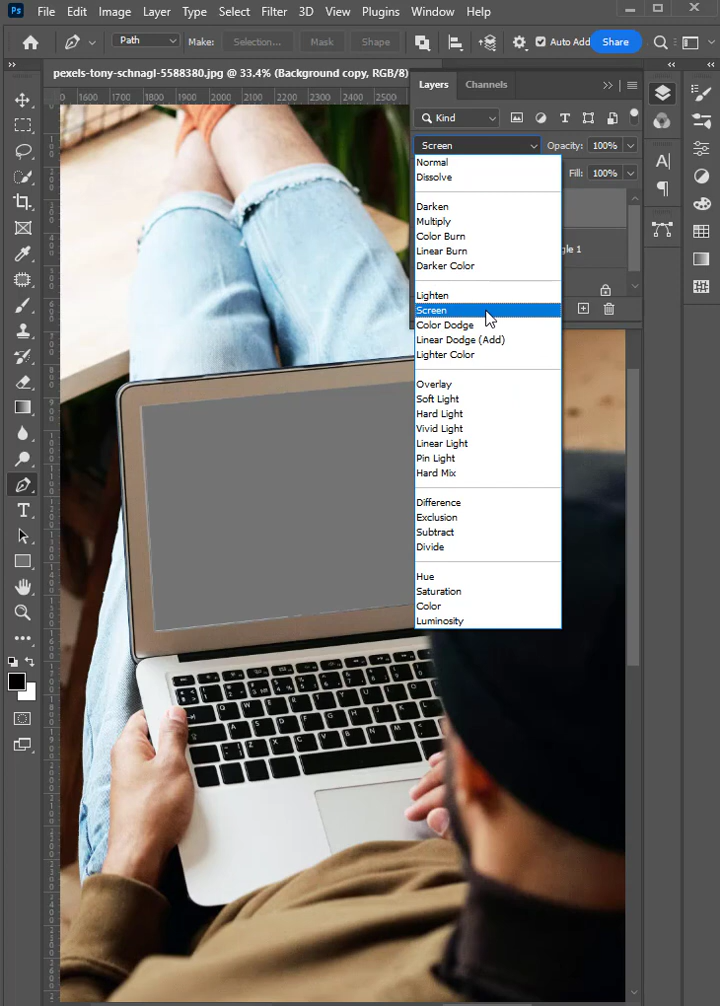 Ps File Edit Image Layer Type Select Filter 3D View Plugins Window Help
Path Make: Selection... Mask Shape Auto Add Share
pexels-tony-schnagl-5588380.jpg @ 33.4% (Background copy, RGB/8)
Layers Channels
1600 1700 1800 1900 2000 2100 2200 2300 2400 2500
Kind
Screen Opacity: 100%
Fill: 100%
Normal
Dissolve
Darken
Multiply
Color Burn
Linear Burn
Darker Color
gle 1
Lighten
Screen
Color Dodge
Linear Dodge (Add)
Lighter Color
Overlay
Soft Light
Hard Light
Vivid Light
Linear Light
Pin Light
Hard Mix
Difference
Exclusion
Subtract
Divide
Hue
Saturation
Color
Luminosity